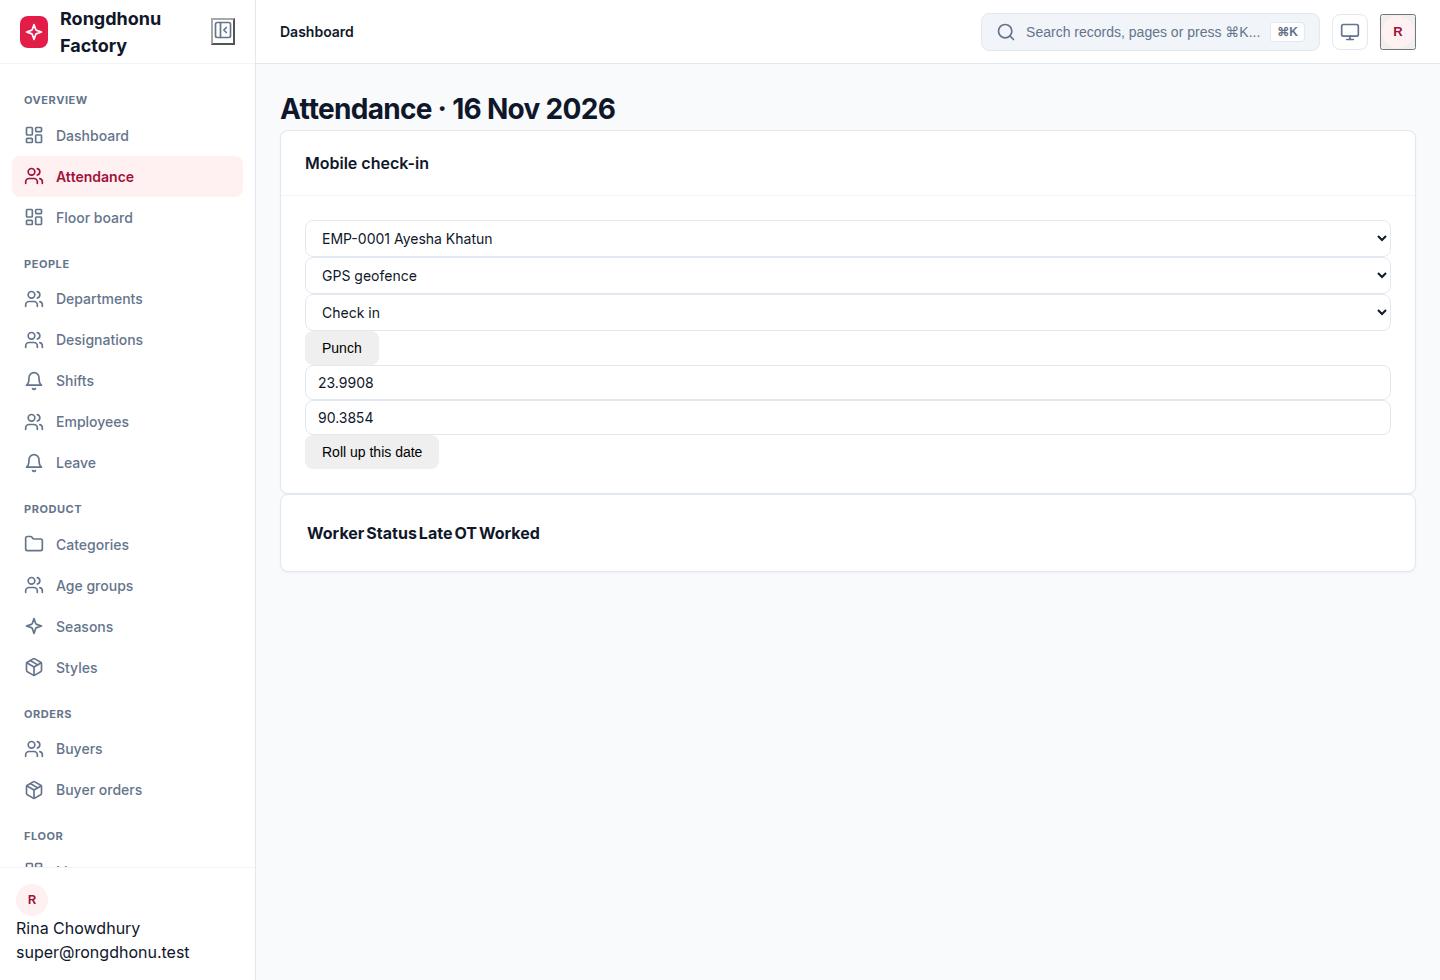 Rongdhonu
Factory
Dashboard
Search records, pages or press ⌘K...
⌘K
R
OVERVIEW
Dashboard
Attendance
Floor board
PEOPLE
Departments
Designations
Shifts
Employees
Leave
PRODUCT
Categories
Age groups
Seasons
Styles
ORDERS
Buyers
Buyer orders
FLOOR
R
Rina Chowdhury
super@rongdhonu.test
Attendance · 16 Nov 2026
Mobile check-in
EMP-0001 Ayesha Khatun
GPS geofence
Check in
Punch
23.9908
90.3854
Roll up this date
Worker Status Late OT Worked